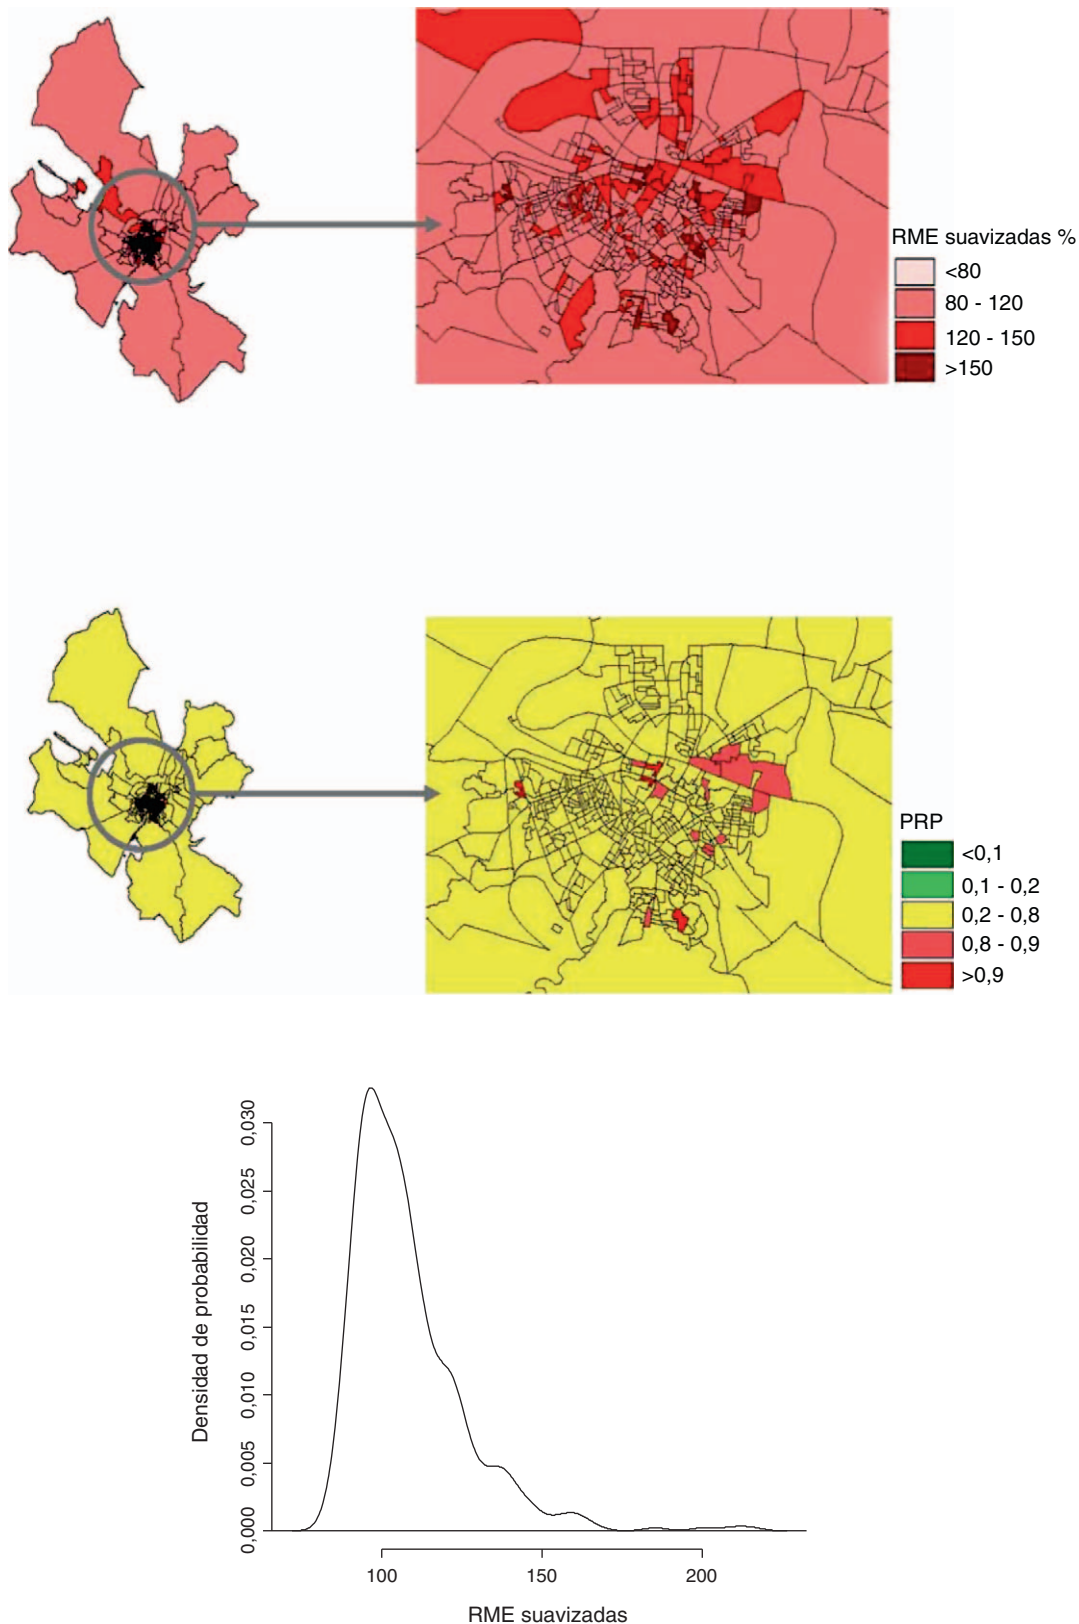 RME suavizadas %
<80
80 - 120
120 - 150
>150
PRP
<0,1
0,1 - 0,2
0,2 - 0,8
0,8 - 0,9
>0,9
Densidad de probabilidad
0,030
0,025
0,020
0,015
0,010
0,005
0,000
100 150 200
RME suavizadas